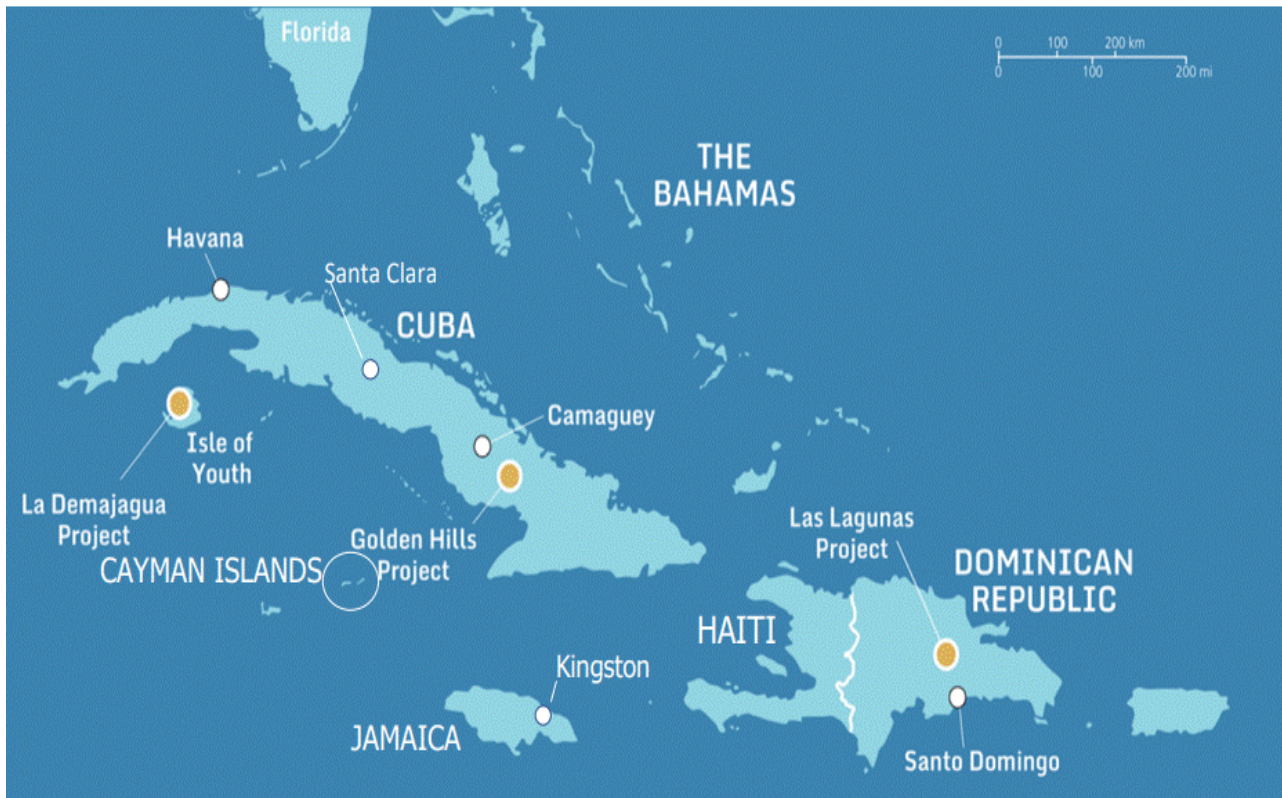 Florida
0 100 200 km
0 100 200 mi
THE
BAHAMAS
Havana
Santa Clara
CUBA
Camaguey
Isle of
Youth
La Demajagua
Project
Golden Hills
Project
CAYMAN ISLANDS
Las Lagunas
Project
DOMINICAN
REPUBLIC
HAITI
Kingston
JAMAICA
Santo Domingo